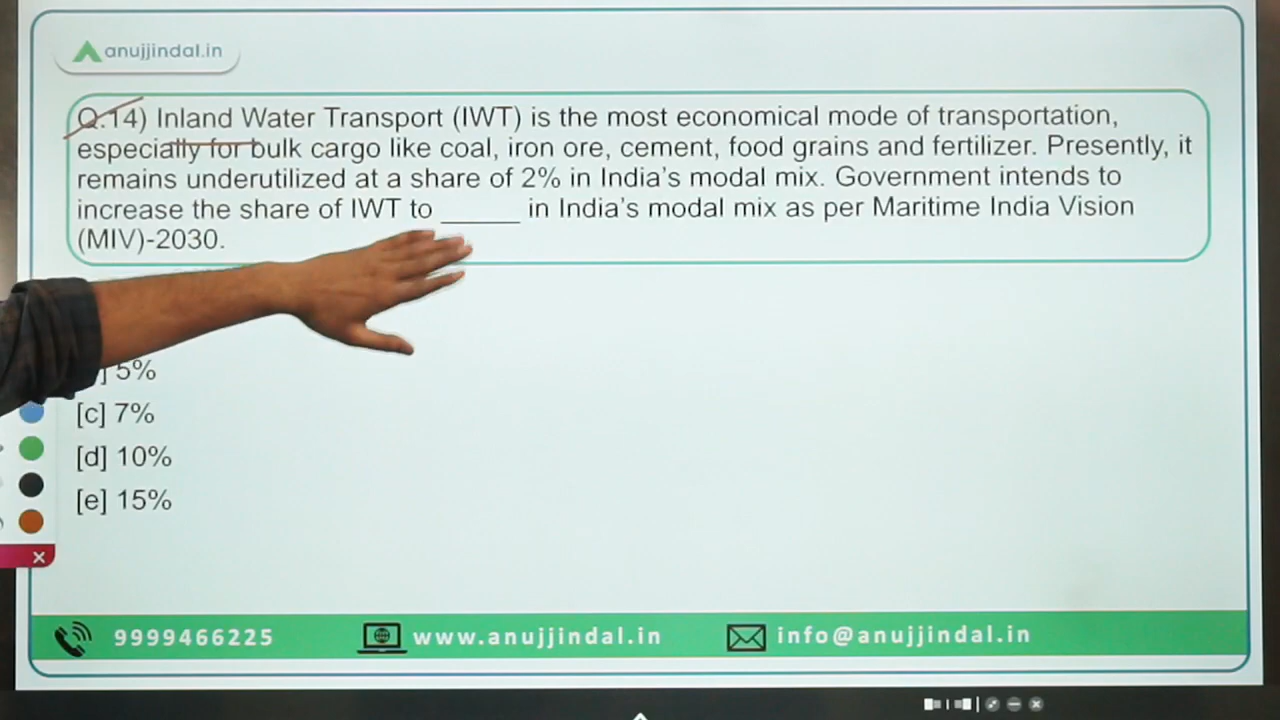 anujjindal.in
Q.14) Inland Water Transport (IWT) is the most economical mode of transportation,
especially for bulk cargo like coal, iron ore, cement, food grains and fertilizer. Presently, it
remains underutilized at a share of 2% in India's modal mix. Government intends to
increase the share of IWT to ______ in India's modal mix as per Maritime India Vision
(MIV)-2030.
] 5%
[c] 7%
[d] 10%
[e] 15%
9999466225 www.anujjindal.in info@anujjindal.in